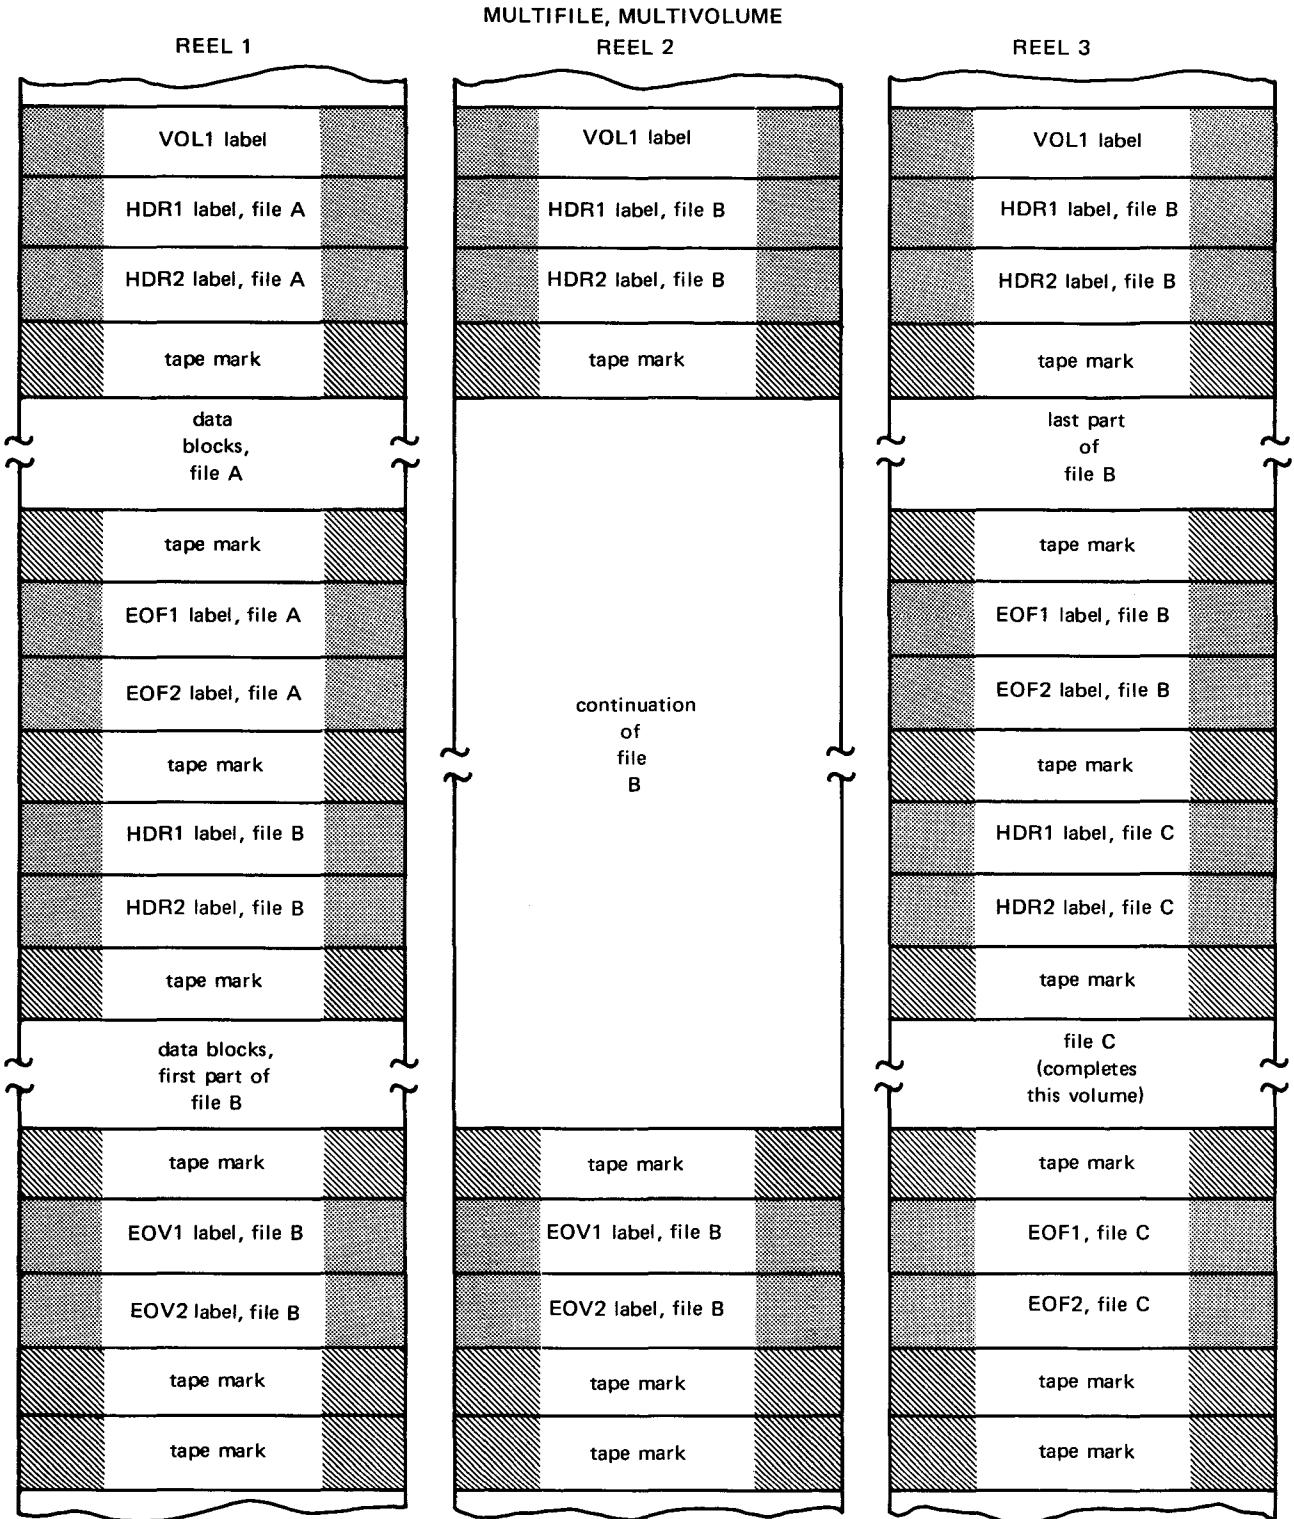 MULTIFILE, MULTIVOLUME
REEL 1
VOL1 label
HDR1 label, file A
HDR2 label, file A
tape mark
data
blocks,
file A
tape mark
EOF1 label, file A
EOF2 label, file A
tape mark
HDR1 label, file B
HDR2 label, file B
tape mark
data blocks,
first part of
file B
tape mark
EOV1 label, file B
EOV2 label, file B
tape mark
tape mark
REEL 2
VOL1 label
HDR1 label, file B
HDR2 label, file B
tape mark
continuation
of
file
B
tape mark
EOV1 label, file B
EOV2 label, file B
tape mark
tape mark
REEL 3
VOL1 label
HDR1 label, file B
HDR2 label, file B
tape mark
last part
of
file B
tape mark
EOF1 label, file B
EOF2 label, file B
tape mark
HDR1 label, file C
HDR2 label, file C
tape mark
file C
(completes
this volume)
tape mark
EOF1, file C
EOF2, file C
tape mark
tape mark